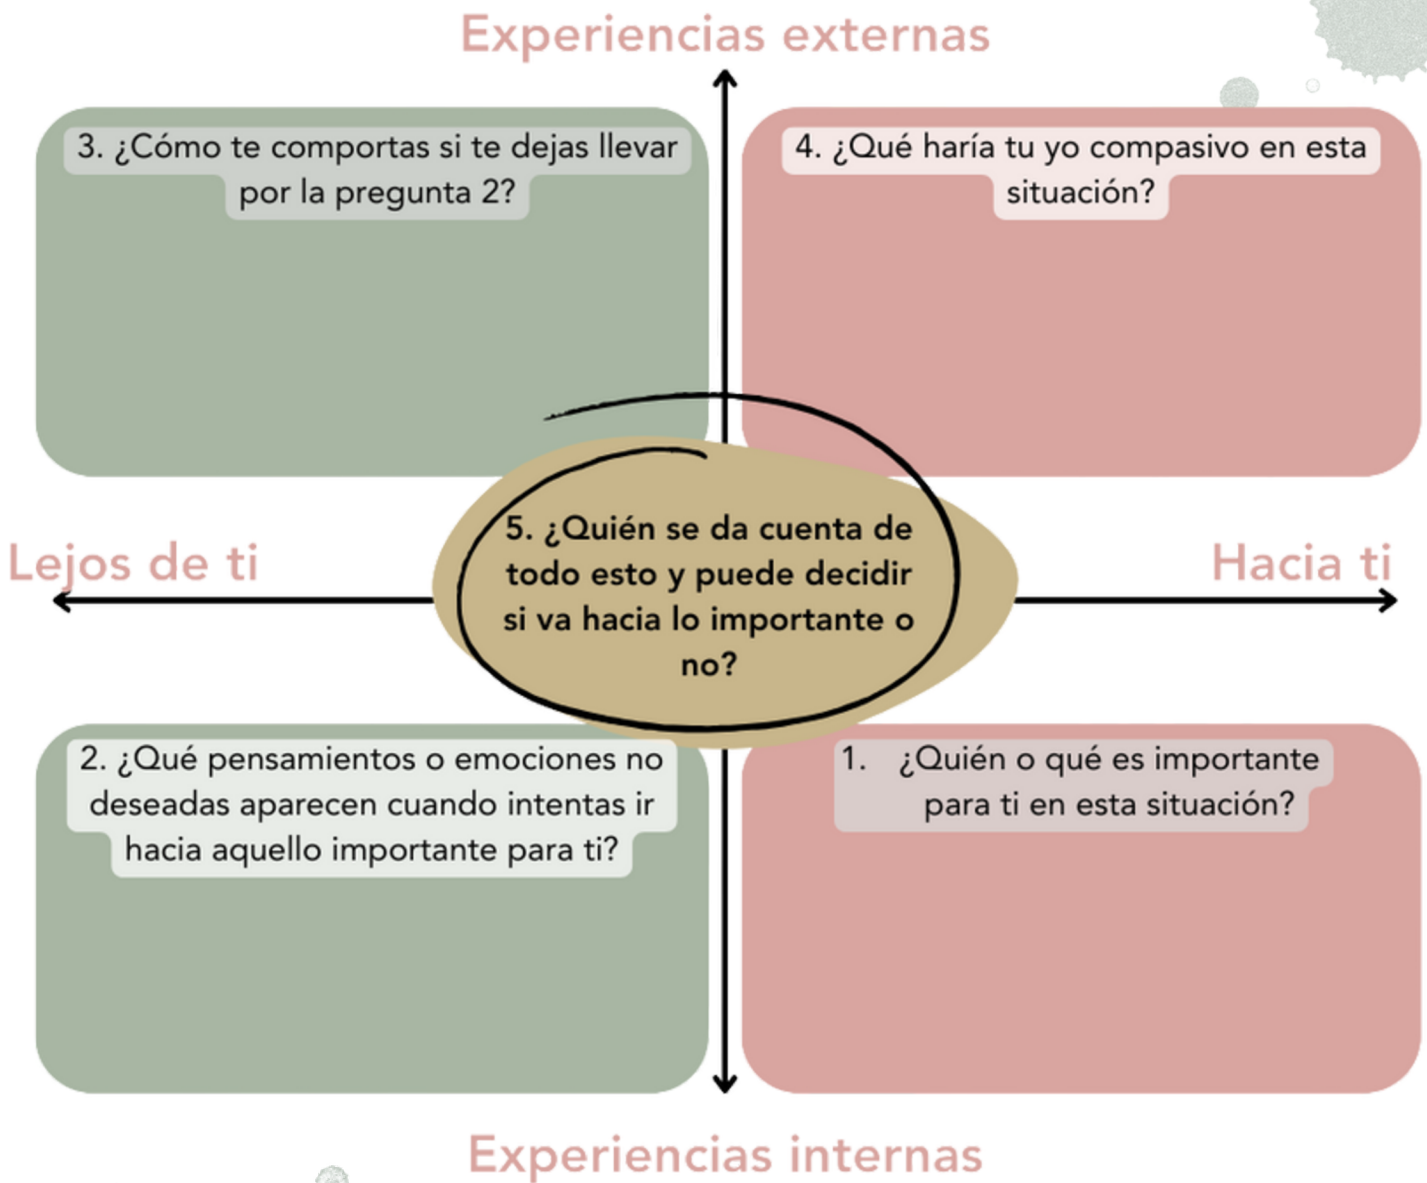 Experiencias externas
3. ¿Cómo te comportas si te dejas llevar
por la pregunta 2?
4. ¿Qué haría tu yo compasivo en esta
situación?
Lejos de ti
5. ¿Quién se da cuenta de
todo esto y puede decidir
si va hacia lo importante o
no?
Hacia ti
2. ¿Qué pensamientos o emociones no
deseadas aparecen cuando intentas ir
hacia aquello importante para ti?
1. ¿Quién o qué es importante
para ti en esta situación?
Experiencias internas